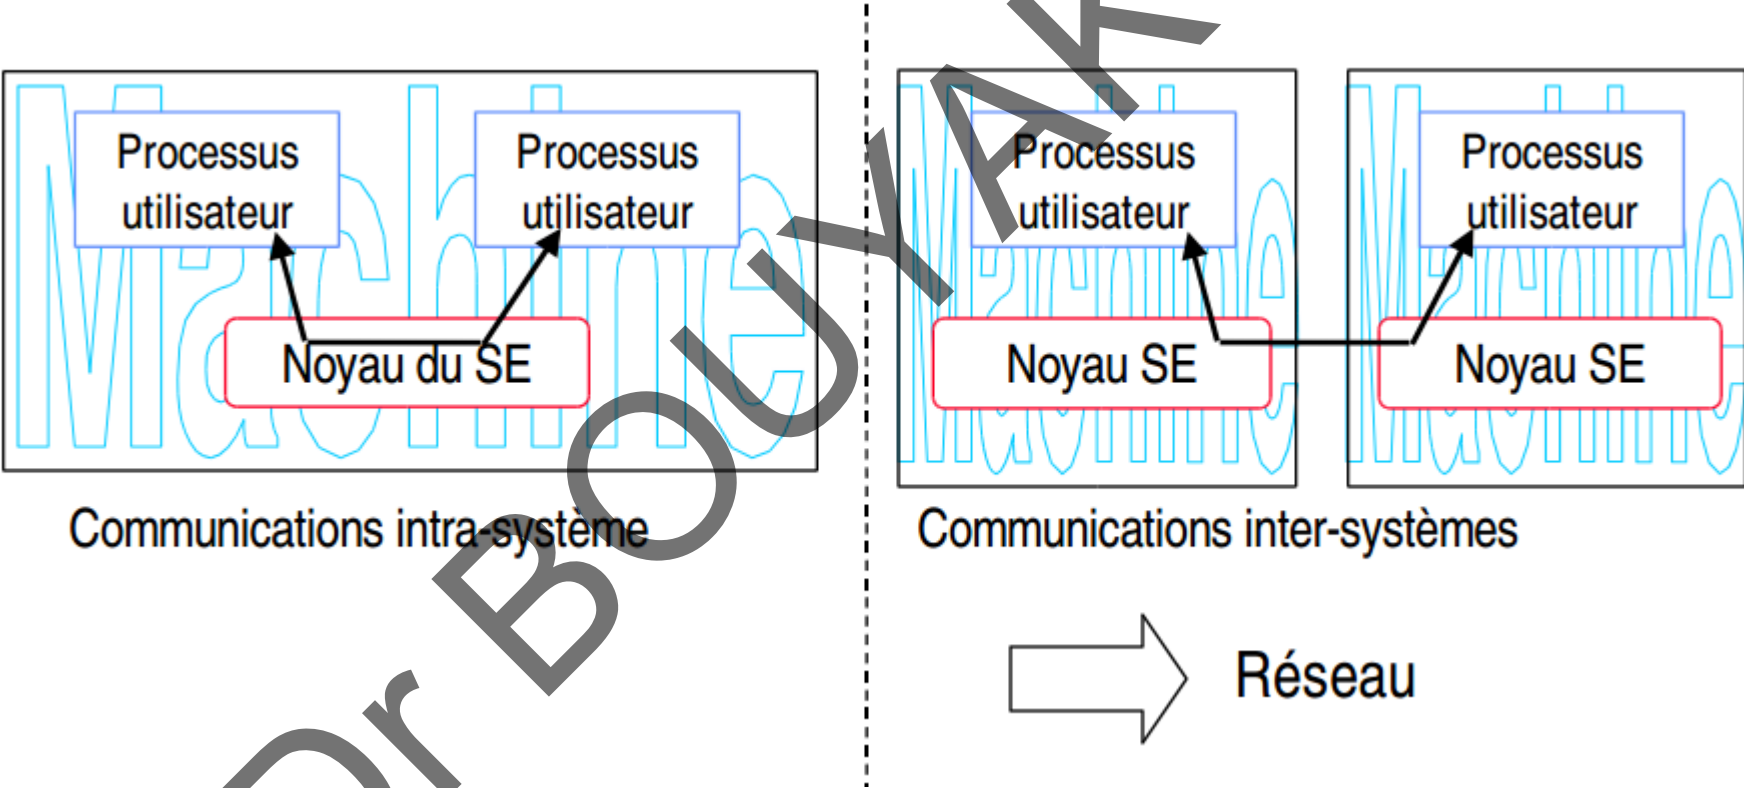 Machine
Processus
utilisateur
Processus
utilisateur
Noyau du SE
Communications intra-système
Machine
Processus
utilisateur
Noyau SE
Machine
Processus
utilisateur
Noyau SE
Communications inter-systèmes
Réseau
Dr BOUYAK